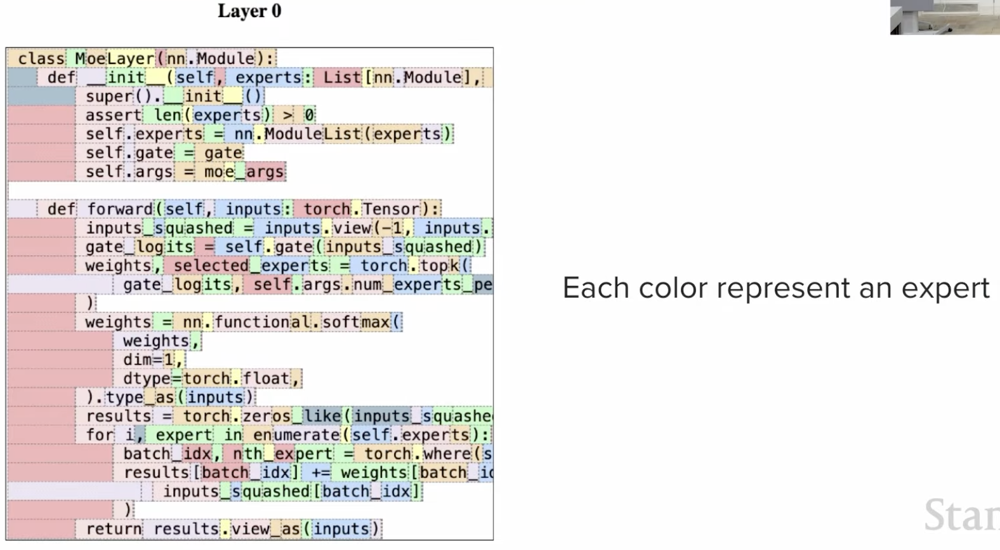 Layer 0
class MoeLayer(nn.Module):
    def __init__(self, experts: List[nn.Module],
        super().__init__()
        assert len(experts) > 0
        self.experts = nn.ModuleList(experts)
        self.gate = gate
        self.args = moe_args
    def forward(self, inputs: torch.Tensor):
        inputs_squashed = inputs.view(-1, inputs.
        gate_logits = self.gate(inputs_squashed)
        weights, selected_experts = torch.topk(
            gate_logits, self.args.num_experts_pe
        )
        weights = nn.functional.softmax(
            weights,
            dim=1,
            dtype=torch.float,
        ).type_as(inputs)
        results = torch.zeros_like(inputs_squashe
        for i, expert in enumerate(self.experts):
            batch_idx, nth_expert = torch.where(s
            results[batch_idx] += weights[batch_id
                inputs_squashed[batch_idx]
            )
        return results.view_as(inputs)
Each color represent an expert
Stan